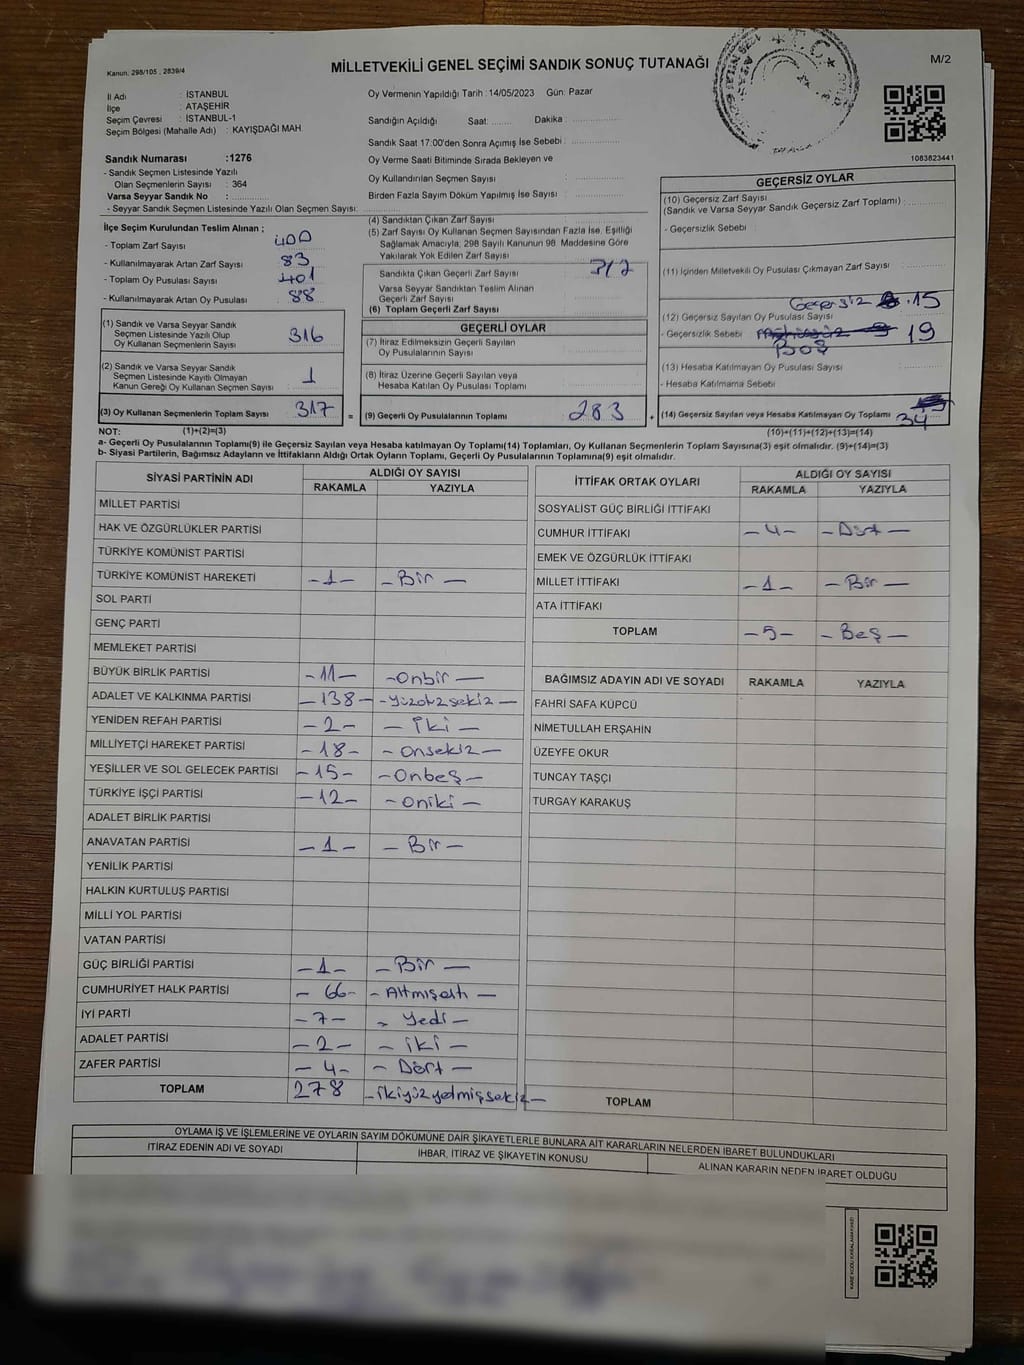 Kanun: 298/105 , 2839/4
MİLLETVEKİLİ GENEL SEÇİMİ SANDIK SONUÇ TUTANAĞI
M/2
İl Adı : İSTANBUL
İlçe : ATAŞEHİR
Seçim Çevresi : İSTANBUL-1
Seçim Bölgesi (Mahalle Adı) : KAYIŞDAĞI MAH.
Oy Vermenin Yapıldığı Tarih : 14/05/2023 Gün: Pazar
Sandığın Açıldığı Saat: Dakika :
Sandık Saat 17:00'den Sonra Açımış İse Sebebi :
Oy Verme Saati Bitiminde Sırada Bekleyen ve
Oy Kullandırılan Seçmen Sayısı :
Birden Fazla Sayım Döküm Yapılmış İse Sayısı :
1083823441
Sandık Numarası :1276
- Sandık Seçmen Listesinde Yazılı
Olan Seçmenlerin Sayısı : 364
Varsa Seyyar Sandık No :
- Seyyar Sandık Seçmen Listesinde Yazılı Olan Seçmen Sayısı:
İlçe Seçim Kurulundan Teslim Alınan ;
- Toplam Zarf Sayısı : 400
- Kullanılmayarak Artan Zarf Sayısı : 83
- Toplam Oy Pusulası Sayısı : 401
- Kullanılmayarak Artan Oy Pusulası : 88
(1) Sandık ve Varsa Seyyar Sandık
Seçmen Listesinde Yazılı Olup
Oy Kullanan Seçmenlerin Sayısı 316
(2) Sandık ve Varsa Seyyar Sandık
Seçmen Listesinde Kayıtlı Olmayan
Kanun Gereği Oy Kullanan Seçmen Sayısı 1
(3) Oy Kullanan Seçmenlerin Toplam Sayısı 317 =
(1)+(2)=(3)
(4) Sandıktan Çıkan Zarf Sayısı :
(5) Zarf Sayısı Oy Kullanan Seçmen Sayısından Fazla İse, Eşitliği
Sağlamak Amacıyla, 298 Sayılı Kanunun 98. Maddesine Göre
Yakılarak Yok Edilen Zarf Sayısı
Sandıkta Çıkan Geçerli Zarf Sayısı : 317
Varsa Seyyar Sandıktan Teslim Alınan
Geçerli Zarf Sayısı
(6) Toplam Geçerli Zarf Sayısı
GEÇERLİ OYLAR
(7) İtiraz Edilmeksizin Geçerli Sayılan
Oy Pusulalarının Sayısı
(8) İtiraz Üzerine Geçerli Sayılan veya
Hesaba Katılan Oy Pusulası Toplamı
(9) Geçerli Oy Pusulalarının Toplamı 283 +
GEÇERSİZ OYLAR
(10) Geçersiz Zarf Sayısı
(Sandık ve Varsa Seyyar Sandık Geçersiz Zarf Toplamı) :
- Geçersizlik Sebebi :
(11) İçinden Milletvekili Oy Pusulası Çıkmayan Zarf Sayısı :
Geçersiz 15
(12) Geçersiz Sayılan Oy Pusulası Sayısı :
- Geçersizlik Sebebi : 19
Boş
(13) Hesaba Katılmayan Oy Pusulası Sayısı :
- Hesaba Katılmama Sebebi :
(14) Geçersiz Sayılan veya Hesaba Katılmayan Oy Toplamı 34
(10)+(11)+(12)+(13)=(14)
NOT:
a- Geçerli Oy Pusulalarının Toplamı(9) ile Geçersiz Sayılan veya Hesaba katılmayan Oy Toplam(14) Toplamları, Oy Kullanan Seçmenlerin Toplam Sayısına(3) eşit olmalıdır. (9)+(14)=(3)
b- Siyasi Partilerin, Bağımsız Adayların ve İttifakların Aldığı Ortak Oyların Toplamı, Geçerli Oy Pusulalarının Toplamına(9) eşit olmalıdır.
SİYASİ PARTİNİN ADI ALDIĞI OY SAYISI
RAKAMLA YAZIYLA
MİLLET PARTİSİ
HAK VE ÖZGÜRLÜKLER PARTİSİ
TÜRKİYE KOMÜNİST PARTİSİ
TÜRKİYE KOMÜNİST HAREKETİ -1- -Bir-
SOL PARTİ
GENÇ PARTİ
MEMLEKET PARTİSİ
BÜYÜK BİRLİK PARTİSİ -11- -Onbir-
ADALET VE KALKINMA PARTİSİ -138- -Yüzotuzsekiz-
YENİDEN REFAH PARTİSİ -2- -İki-
MİLLİYETÇİ HAREKET PARTİSİ -18- -onsekiz-
YEŞİLLER VE SOL GELECEK PARTİSİ -15- -Onbeş-
TÜRKİYE İŞÇİ PARTİSİ -12- -oniki-
ADALET BİRLİK PARTİSİ
ANAVATAN PARTİSİ -1- -Bir-
YENİLİK PARTİSİ
HALKIN KURTULUŞ PARTİSİ
MİLLİ YOL PARTİSİ
VATAN PARTİSİ
GÜÇ BİRLİĞİ PARTİSİ -1- -Bir-
CUMHURİYET HALK PARTİSİ -66- -Altmışaltı-
İYİ PARTİ -7- -Yedi-
ADALET PARTİSİ -2- -iki-
ZAFER PARTİSİ -4- -Dört-
TOPLAM 278 -ikiyüzyetmişsekiz-
İTTİFAK ORTAK OYLARI ALDIĞI OY SAYISI
RAKAMLA YAZIYLA
SOSYALİST GÜÇ BİRLİĞİ İTTİFAKI
CUMHUR İTTİFAKI -4- -Dört-
EMEK VE ÖZGÜRLÜK İTTİFAKI
MİLLET İTTİFAKI -1- -Bir-
ATA İTTİFAKI
TOPLAM -5- -Beş-
BAĞIMSIZ ADAYIN ADI VE SOYADI RAKAMLA YAZIYLA
FAHRİ SAFA KÜPCÜ
NİMETULLAH ERŞAHİN
ÜZEYFE OKUR
TUNCAY TAŞÇI
TURGAY KARAKUŞ
TOPLAM
OYLAMA İŞ VE İŞLEMLERİNE VE OYLARIN SAYIM DÖKÜMÜNE DAİR ŞİKAYETLERLE BUNLARA AİT KARARLARIN NELERDEN İBARET BULUNDUKLARI
İTİRAZ EDENİN ADI VE SOYADI İHBAR, İTİRAZ VE ŞİKAYETİN KONUSU ALINAN KARARIN NEDEN İBARET OLDUĞU